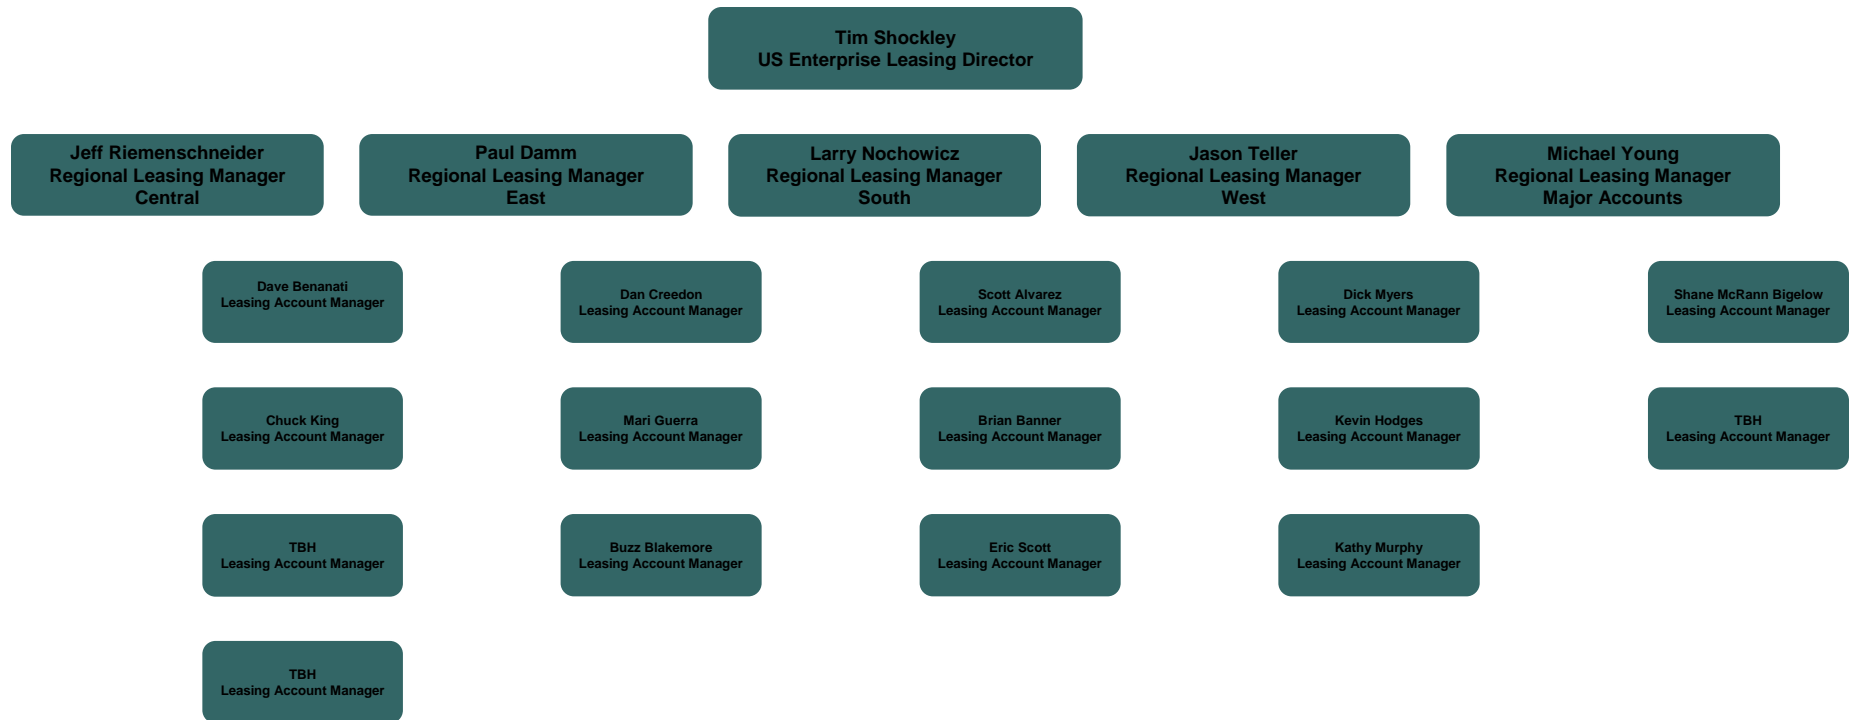 Tim Shockley
US Enterprise Leasing Director
Jeff Riemenschneider
Regional Leasing Manager
Central
Paul Damm
Regional Leasing Manager
East
Larry Nochowicz
Regional Leasing Manager
South
Jason Teller
Regional Leasing Manager
West
Michael Young
Regional Leasing Manager
Major Accounts
Dave Benanati
Leasing Account Manager
Dan Creedon
Leasing Account Manager
Scott Alvarez
Leasing Account Manager
Dick Myers
Leasing Account Manager
Shane McRann Bigelow
Leasing Account Manager
Chuck King
Leasing Account Manager
Mari Guerra
Leasing Account Manager
Brian Banner
Leasing Account Manager
Kevin Hodges
Leasing Account Manager
TBH
Leasing Account Manager
TBH
Leasing Account Manager
Buzz Blakemore
Leasing Account Manager
Eric Scott
Leasing Account Manager
Kathy Murphy
Leasing Account Manager
TBH
Leasing Account Manager